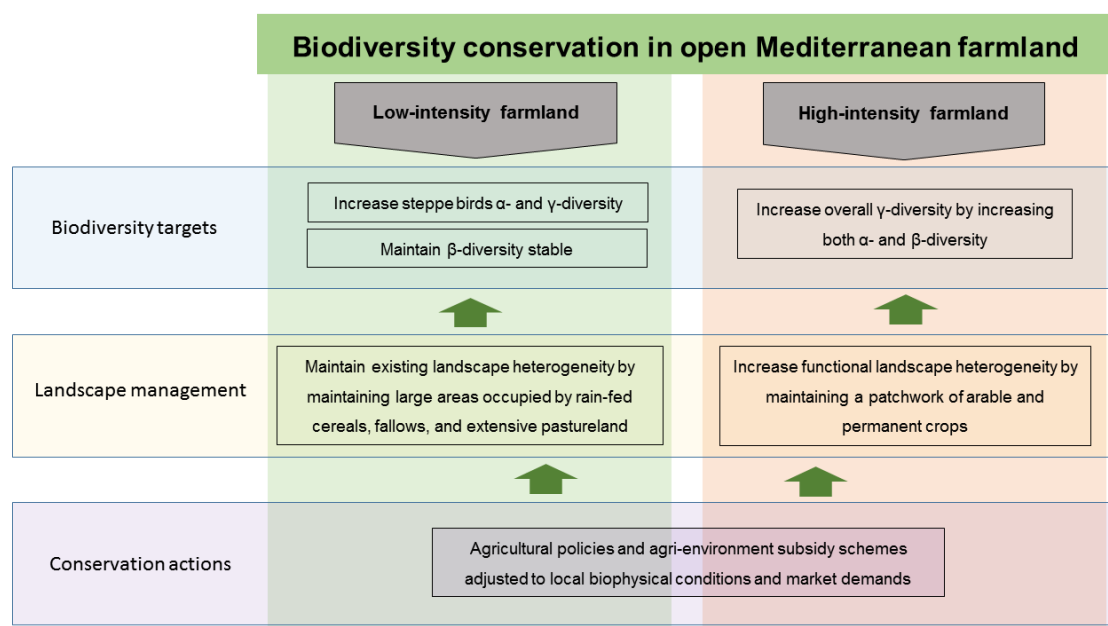 Biodiversity conservation in open Mediterranean farmland
Low-intensity farmland
High-intensity farmland
Biodiversity targets
Increase steppe birds α- and γ-diversity
Maintain β-diversity stable
Increase overall γ-diversity by increasing
both α- and β-diversity
Landscape management
Maintain existing landscape heterogeneity by
maintaining large areas occupied by rain-fed
cereals, fallows, and extensive pastureland
Increase functional landscape heterogeneity by
maintaining a patchwork of arable and
permanent crops
Conservation actions
Agricultural policies and agri-environment subsidy schemes
adjusted to local biophysical conditions and market demands